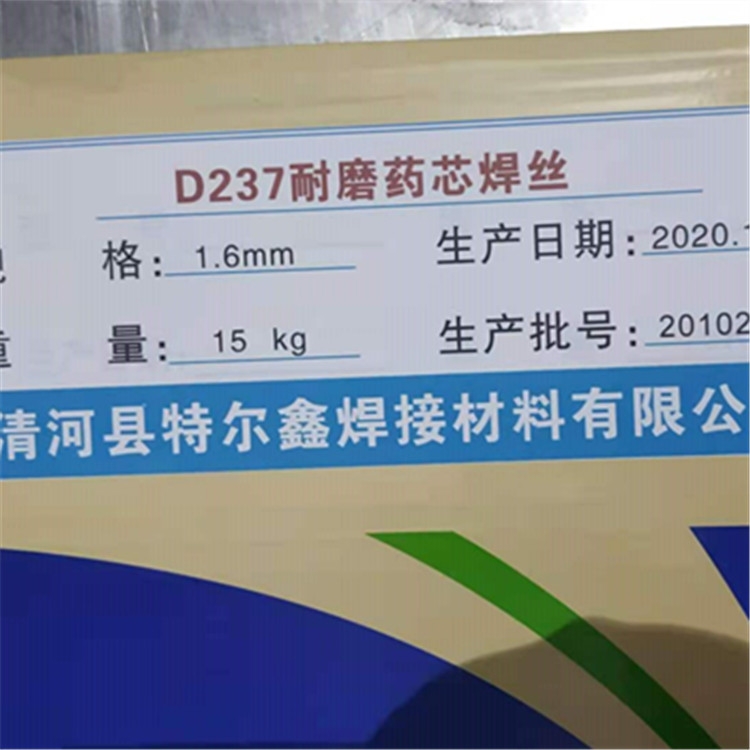 D237耐磨药芯焊丝
格: 1.6mm 生产日期: 2020.
量: 15 kg 生产批号: 20102
清河县特尔鑫焊接材料有限公